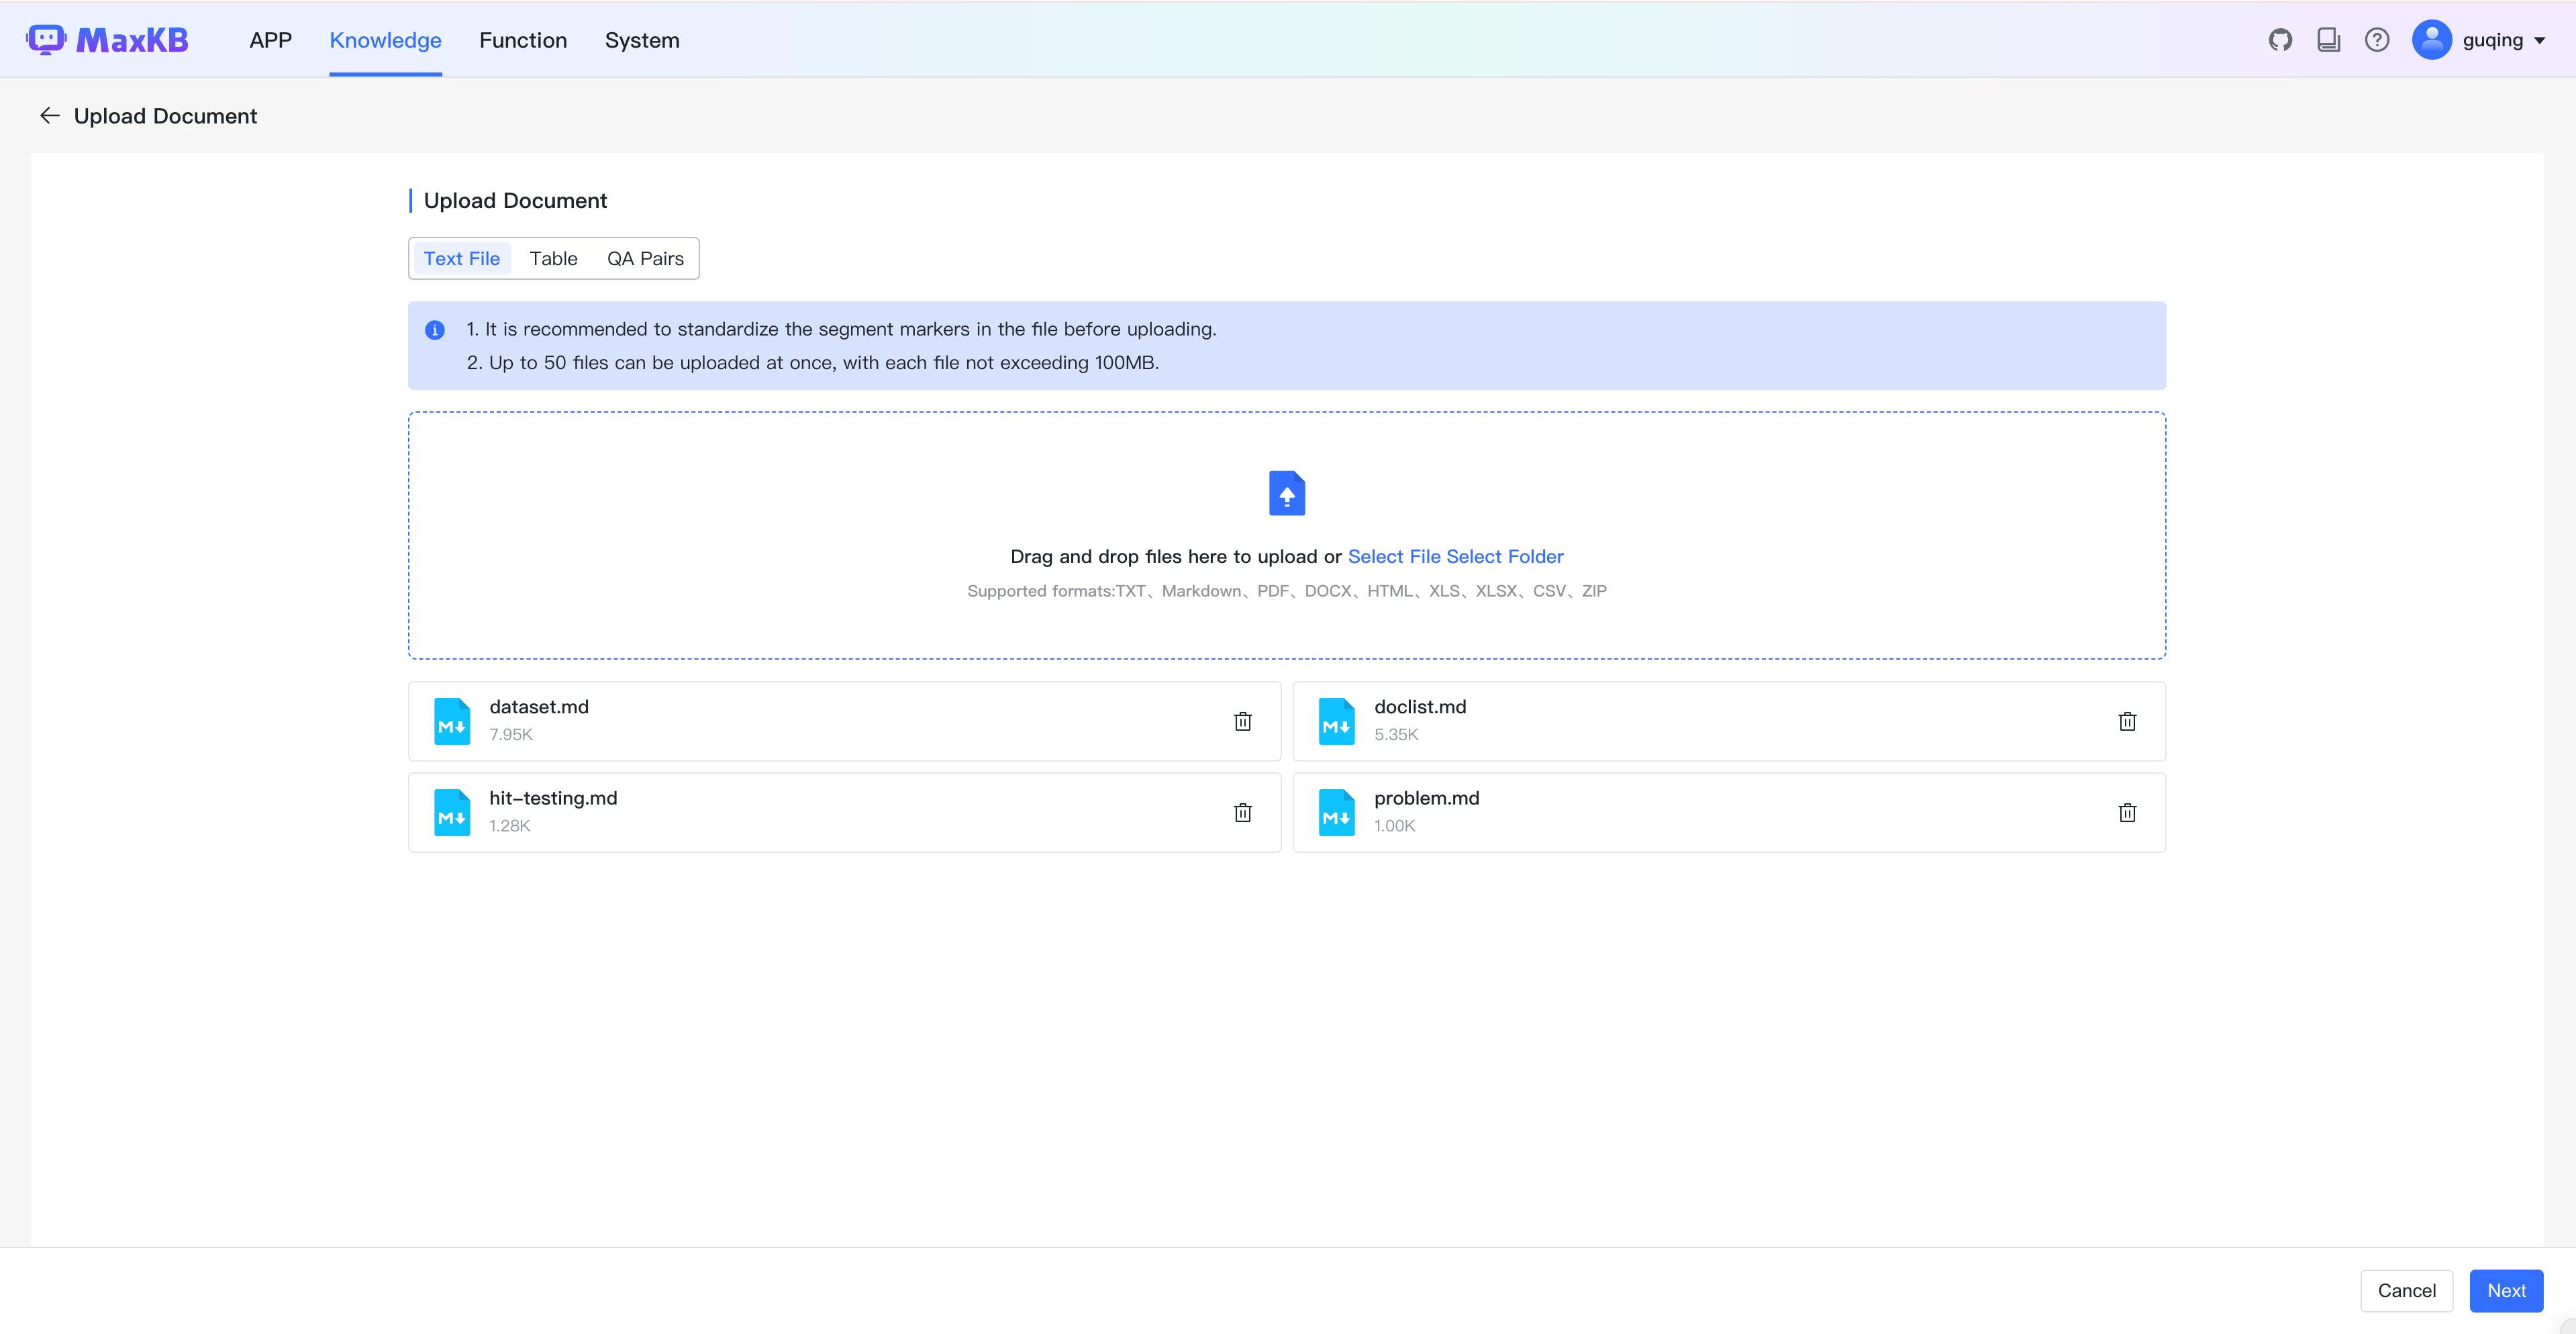 MaxKB APP Knowledge Function System guqing
Upload Document
Upload Document
Text File Table QA Pairs
1. It is recommended to standardize the segment markers in the file before uploading.
2. Up to 50 files can be uploaded at once, with each file not exceeding 100MB.
Drag and drop files here to upload or Select File Select Folder
Supported formats:TXT、Markdown、PDF、DOCX、HTML、XLS、XLSX、CSV、ZIP
dataset.md
7.95K
doclist.md
5.35K
hit-testing.md
1.28K
problem.md
1.00K
Cancel Next